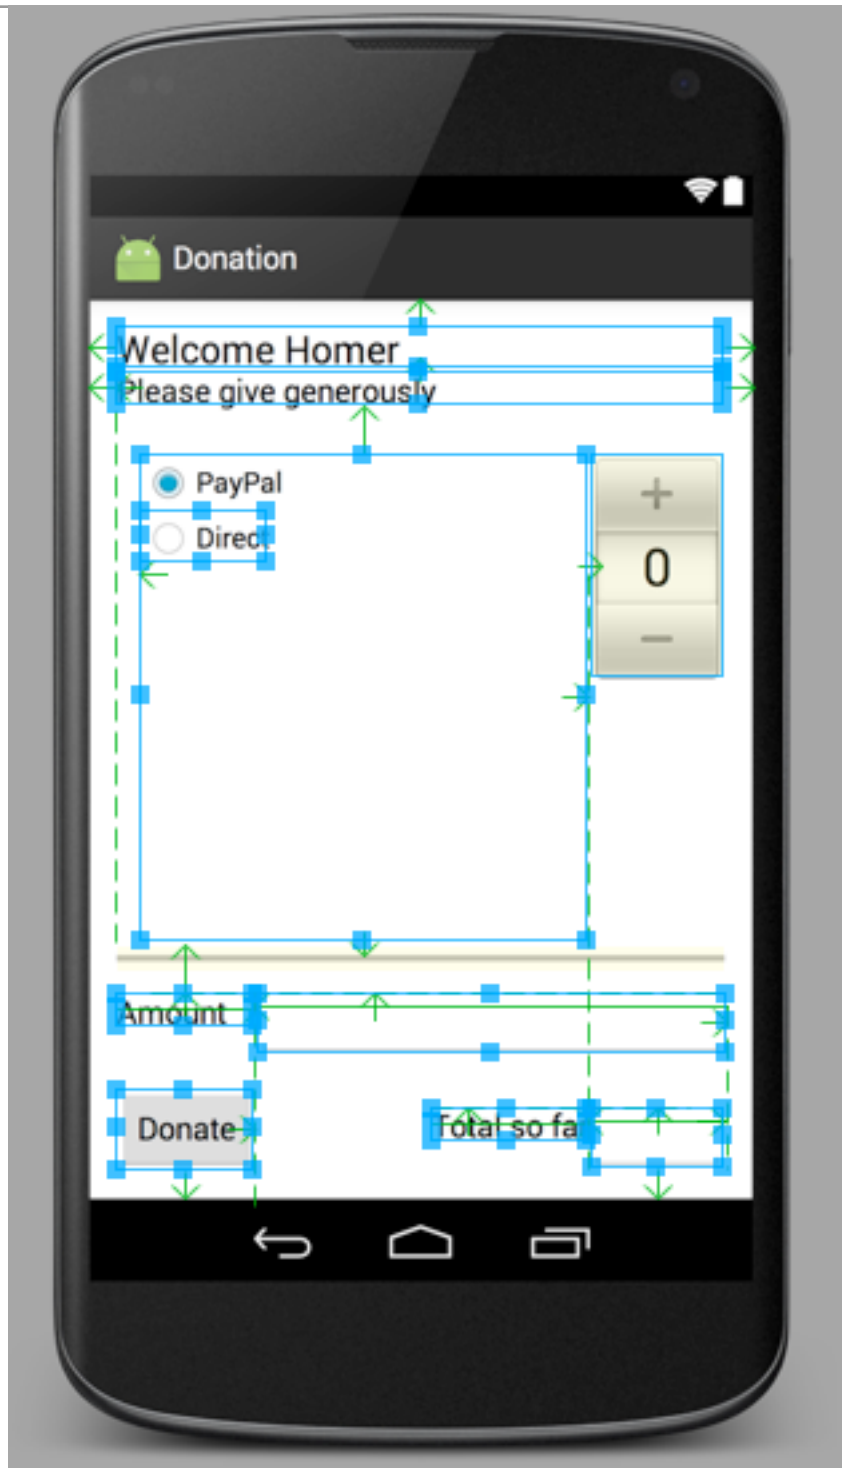 Donation
Welcome Homer
Please give generously
PayPal
Direct
+
0
−
Amount
Donate
Total so fa